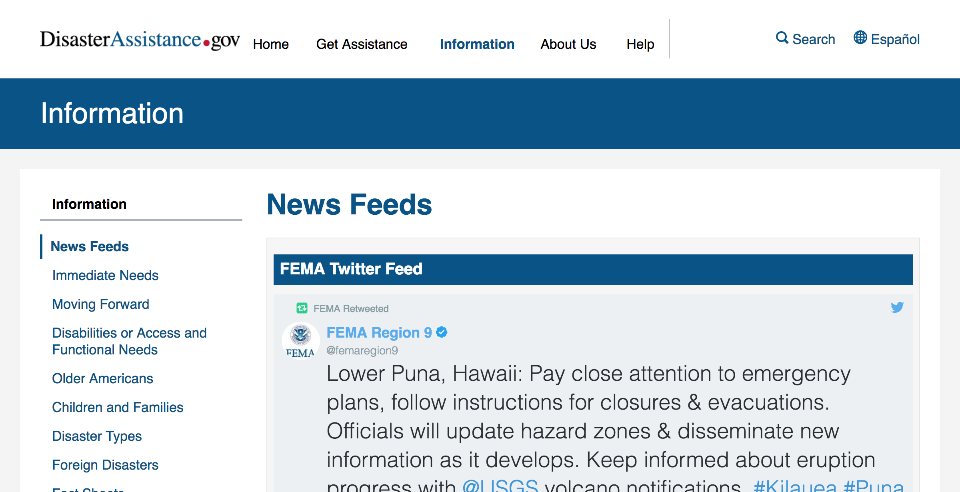 DisasterAssistance.gov
Home
Get Assistance
Information
About Us
Help
Search
Español
Information
Information
News Feeds
Immediate Needs
Moving Forward
Disabilities or Access and
Functional Needs
Older Americans
Children and Families
Disaster Types
Foreign Disasters
Fact Sheets
News Feeds
FEMA Twitter Feed
FEMA Retweeted
FEMA Region 9
@femaregion9
FEMA
Lower Puna, Hawaii: Pay close attention to emergency
plans, follow instructions for closures & evacuations.
Officials will update hazard zones & disseminate new
information as it develops. Keep informed about eruption
progress with @USGS volcano notifications. #Kilauea #Puna